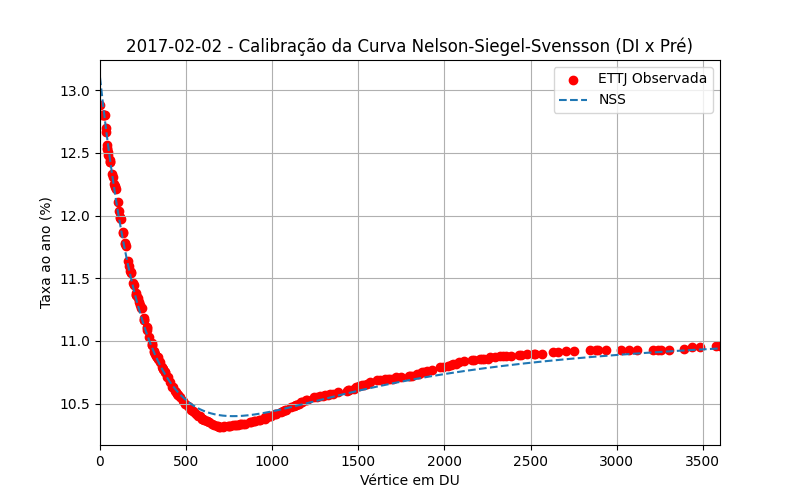 2017-02-02 - Calibração da Curva Nelson-Siegel-Svensson (DI x Pré)
ETTJ Observada
NSS
Taxa ao ano (%)
13.0
12.5
12.0
11.5
11.0
10.5
0 500 1000 1500 2000 2500 3000 3500
Vértice em DU